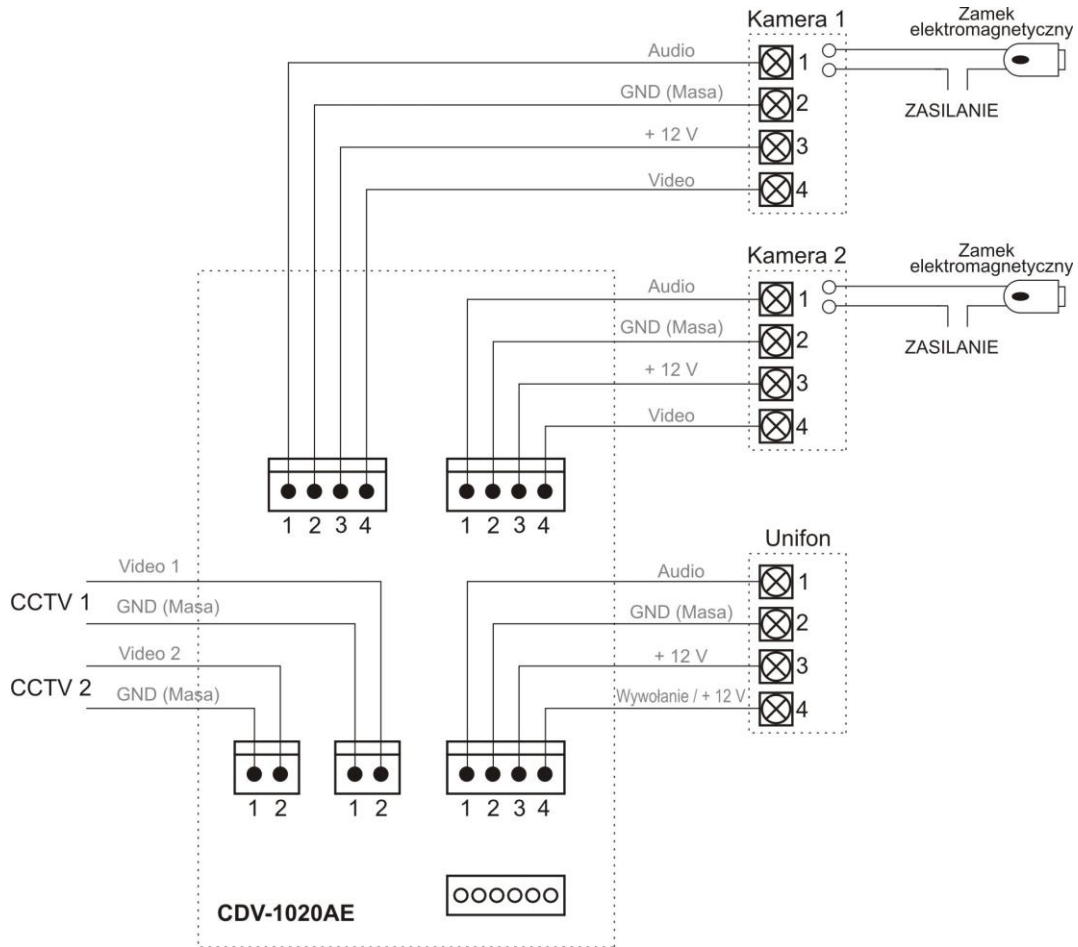 Kamera 1
Zamek
elektromagnetyczny
Audio
1
GND (Masa)
2
ZASILANIE
+ 12 V
3
Video
4
Kamera 2
Zamek
elektromagnetyczny
Audio
1
GND (Masa)
2
ZASILANIE
+ 12 V
3
Video
4
1 2 3 4
1 2 3 4
Unifon
Video 1
Audio
1
CCTV 1
GND (Masa)
GND (Masa)
2
Video 2
+ 12 V
3
CCTV 2
GND (Masa)
Wywołanie / + 12 V
4
1 2
1 2
1 2 3 4
CDV-1020AE